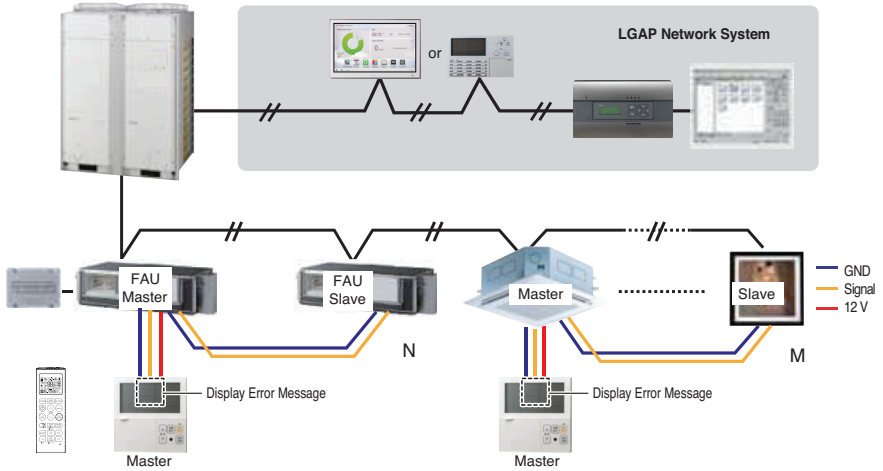 LGAP Network System
or
FAU
Master
FAU
Slave
Master
Slave
GND
Signal
12 V
N
M
Display Error Message
Display Error Message
Master
Master